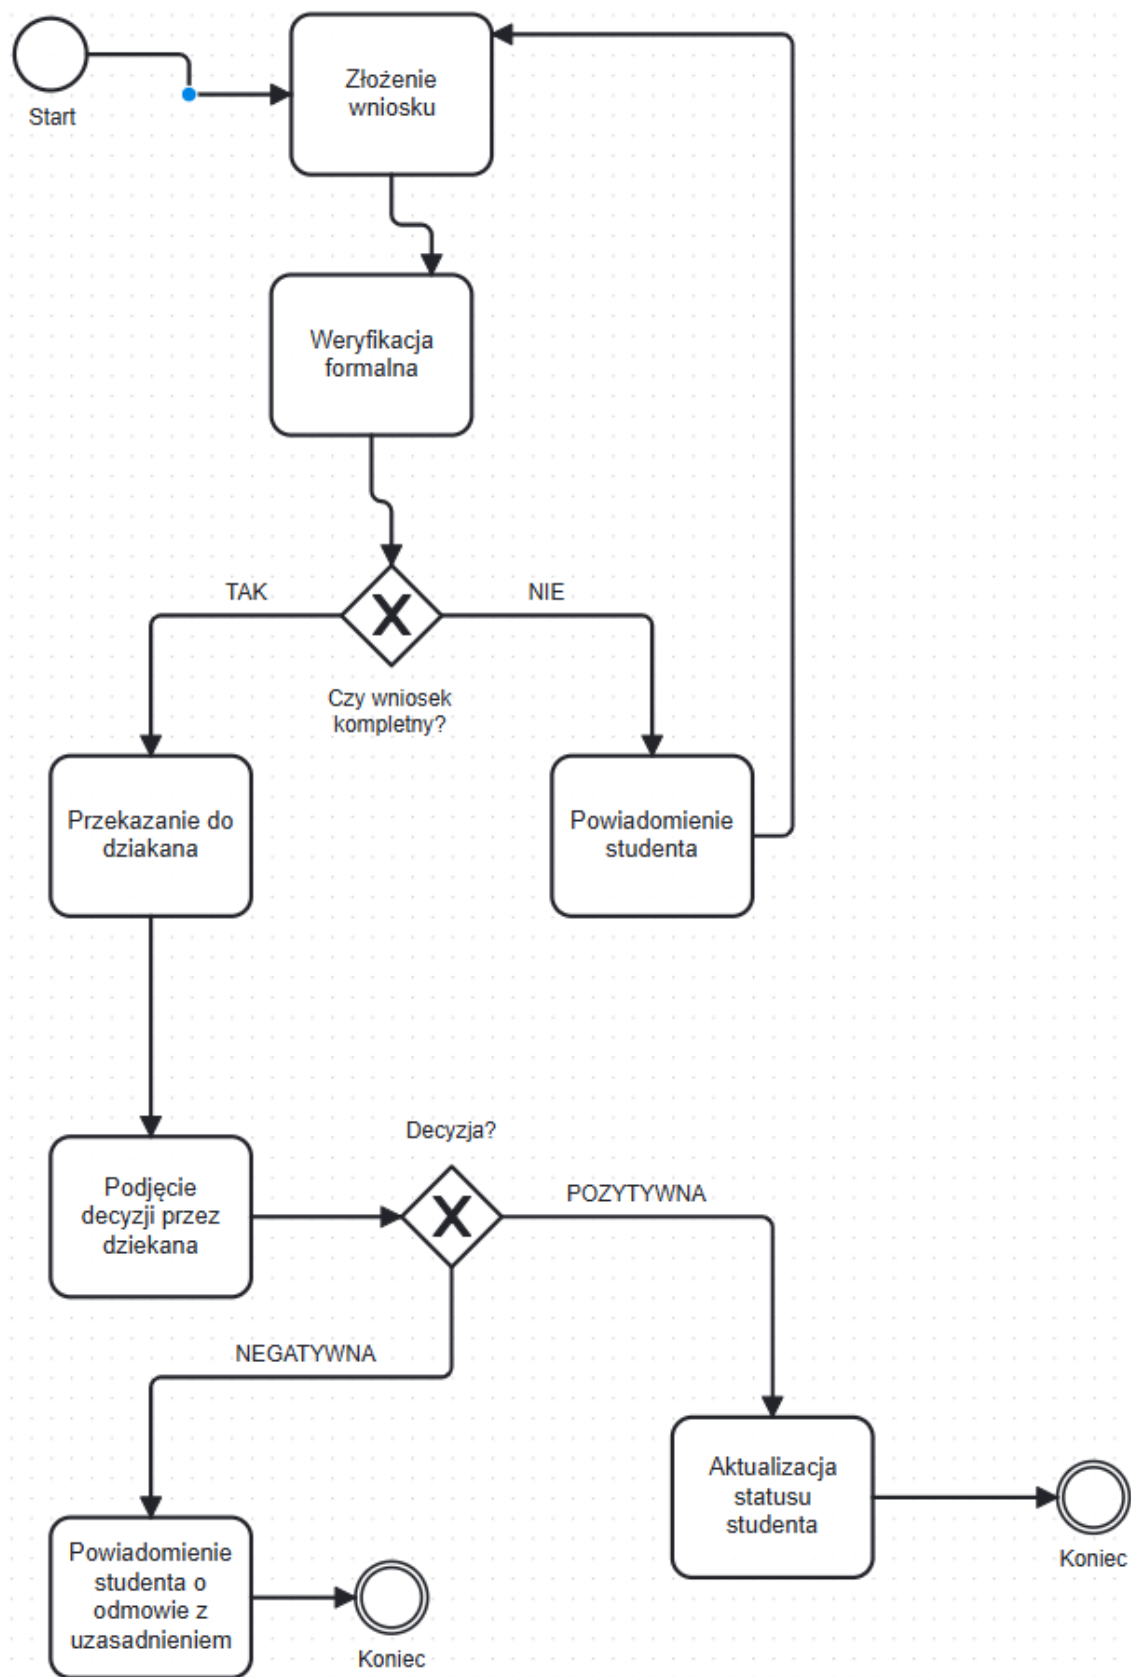 Start
Złożenie
wniosku
Weryfikacja
formalna
TAK
NIE
Czy wniosek
kompletny?
Przekazanie do
dziakana
Powiadomienie
studenta
Decyzja?
Podjęcie
decyzji przez
dziekana
POZYTYWNA
NEGATYWNA
Aktualizacja
statusu
studenta
Koniec
Powiadomienie
studenta o
odmowie z
uzasadnieniem
Koniec